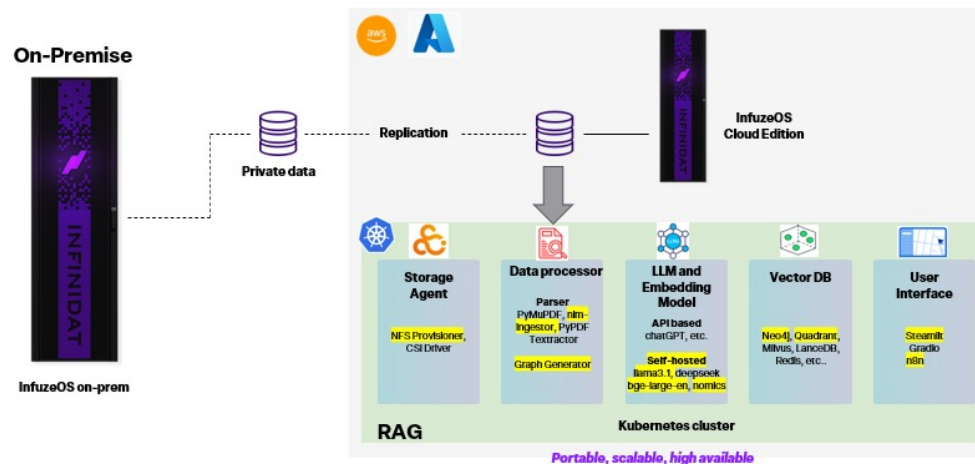 aws
On-Premise
INFINIDAT
InfuzeOS on-prem
Private data
Replication
INFINIDAT
InfuzeOS
Cloud Edition
Storage
Agent
NFS Provisioner,
CSI Driver
Data processor
Parser
PyMuPDF, nlm-
ingestor, PyPDF
Textractor
Graph Generator
LLM and
Embedding
Model
API based
chatGPT, etc.
Self-hosted
llama3.1, deepseek
bge-large-en, nomics
Vector DB
Neo4j, Quadrant,
Milvus, LanceDB,
Redis, etc..
User
Interface
Steamlit
Gradio
n8n
RAG
Kubernetes cluster
Portable, scalable, high available